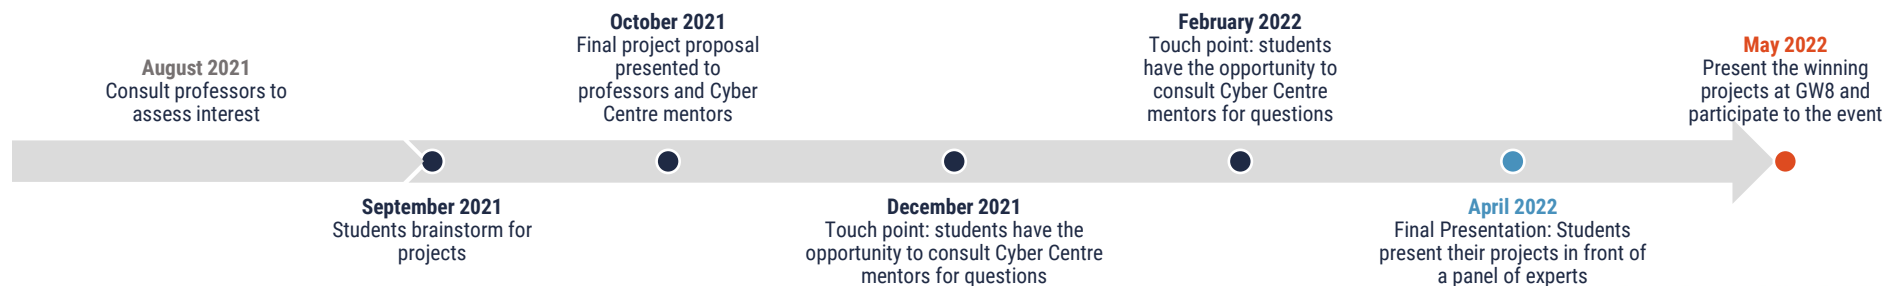 August 2021
Consult professors to
assess interest
September 2021
Students brainstorm for
projects
October 2021
Final project proposal
presented to
professors and Cyber
Centre mentors
December 2021
Touch point: students have the
opportunity to consult Cyber Centre
mentors for questions
February 2022
Touch point: students
have the opportunity to
consult Cyber Centre
mentors for questions
April 2022
Final Presentation: Students
present their projects in front of
a panel of experts
May 2022
Present the winning
projects at GW8 and
participate to the event